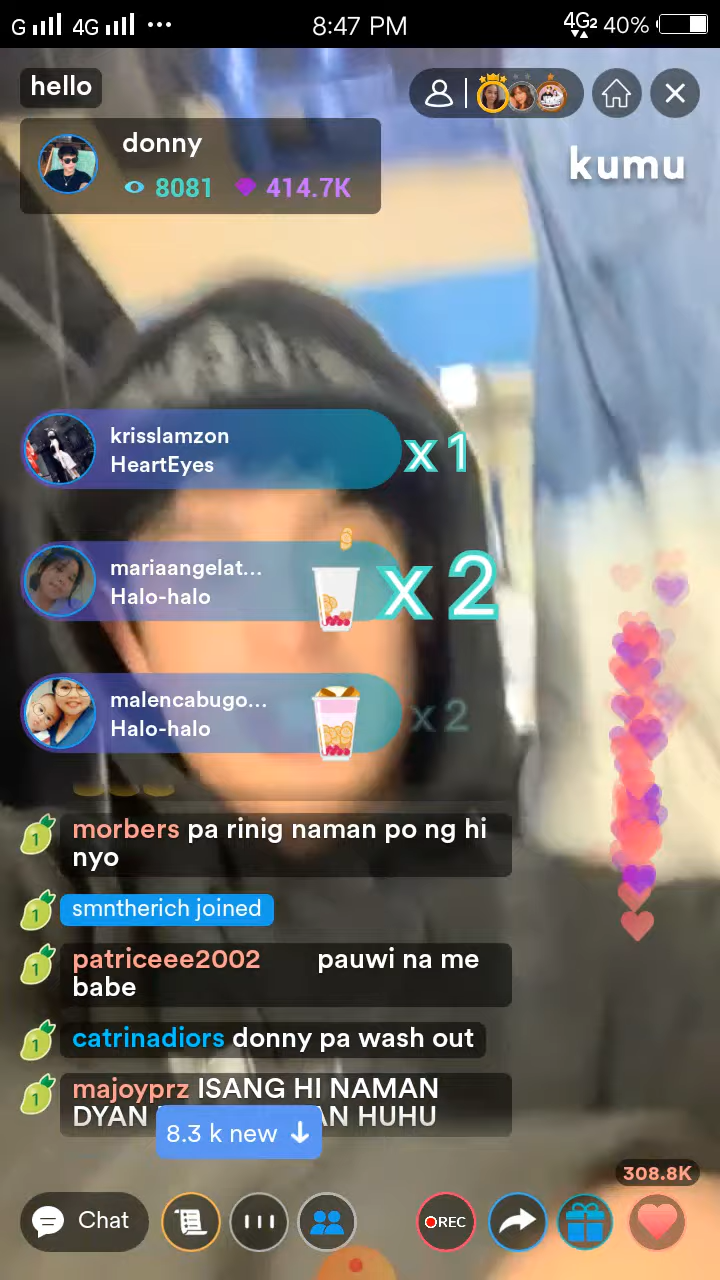 G 4G 8:47 PM 4G2 40%
hello
donny
8081 414.7K
kumu
krisslamzon
HeartEyes
x 1
mariaangelat...
Halo-halo
x 2
malencabugo...
Halo-halo
x 2
1 morbers pa rinig naman po ng hi
nyo
1 smntherich joined
1 patriceee2002 pauwi na me
babe
1 catrinadiors donny pa wash out
1 majoyprz ISANG HI NAMAN
DYAN HUHU
8.3 k new
308.8K
Chat
REC